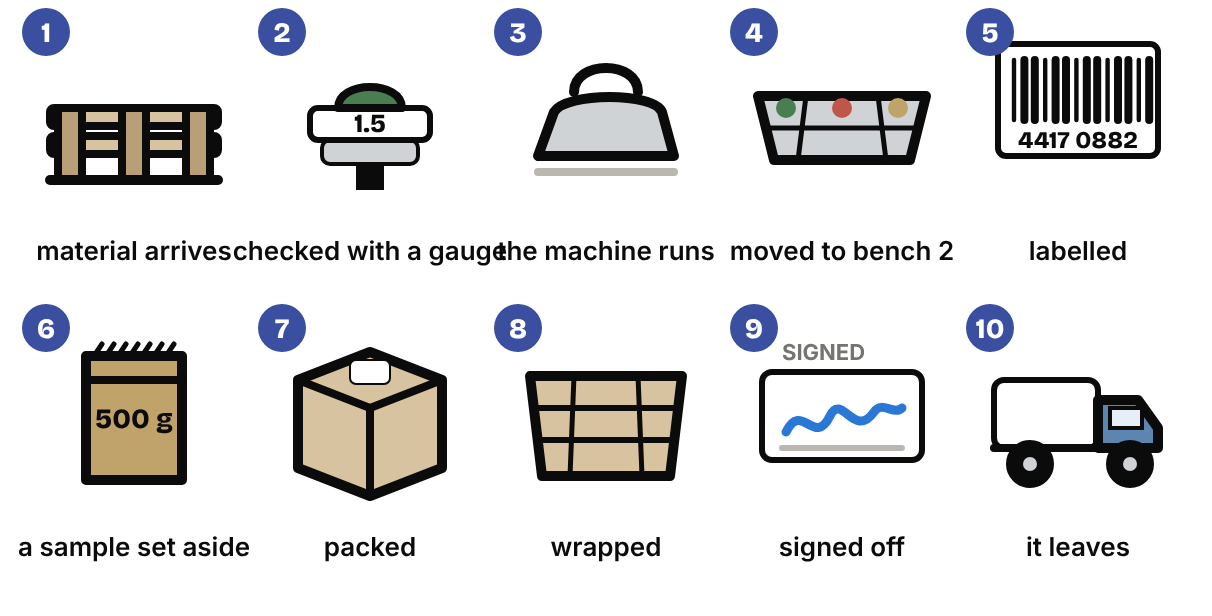 1
2
3
4
5
1.5
4417 0882
material arrives
checked with a gauge
the machine runs
moved to bench 2
labelled
6
7
8
9
10
SIGNED
500 g
a sample set aside
packed
wrapped
signed off
it leaves